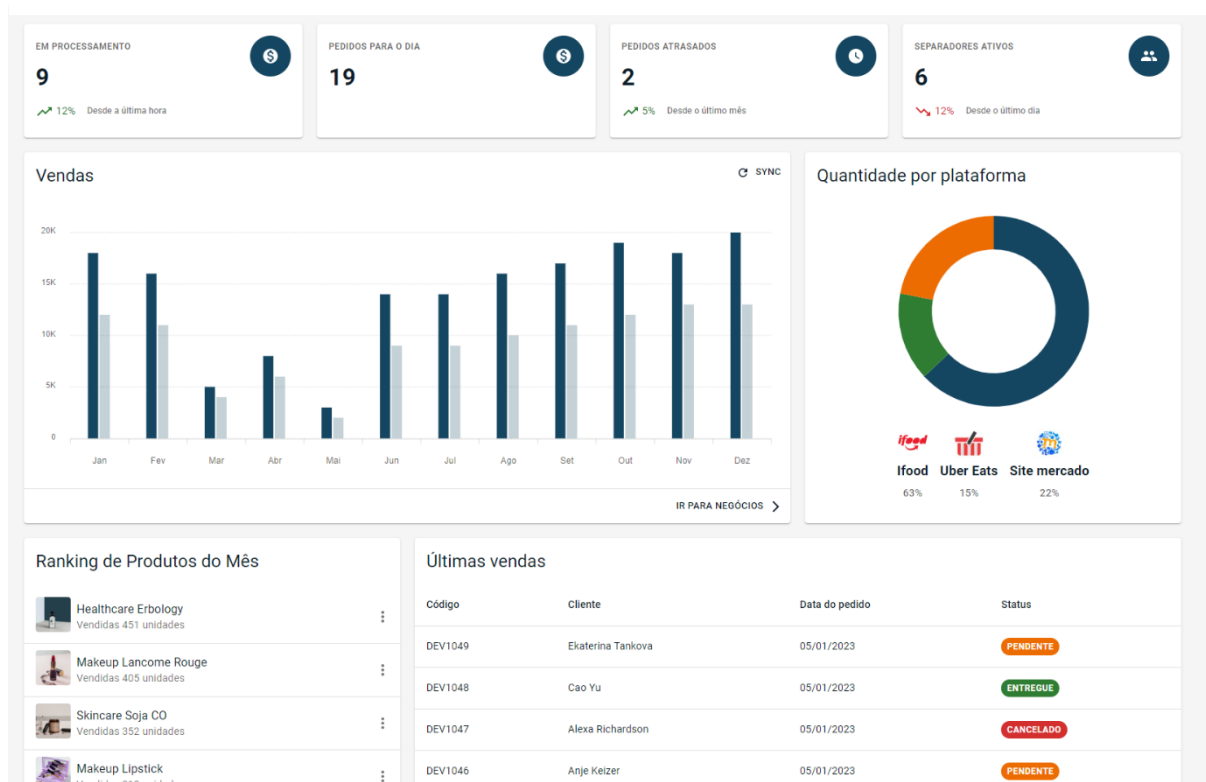 EM PROCESSAMENTO
9
12% Desde a última hora
PEDIDOS PARA O DIA
19
PEDIDOS ATRASADOS
2
5% Desde o último mês
SEPARADORES ATIVOS
6
12% Desde o último dia
Vendas
SYNC
20K
15K
10K
5K
0
Jan Fev Mar Abr Mai Jun Jul Ago Set Out Nov Dez
IR PARA NEGÓCIOS
Quantidade por plataforma
ifood
m
Ifood Uber Eats Site mercado
63% 15% 22%
Ranking de Produtos do Mês
Healthcare Erbology
Vendidas 451 unidades
Makeup Lancome Rouge
Vendidas 405 unidades
Skincare Soja CO
Vendidas 352 unidades
Makeup Lipstick
Últimas vendas
Código Cliente Data do pedido Status
DEV1049 Ekaterina Tankova 05/01/2023 PENDENTE
DEV1048 Cao Yu 05/01/2023 ENTREGUE
DEV1047 Alexa Richardson 05/01/2023 CANCELADO
DEV1046 Anje Keizer 05/01/2023 PENDENTE